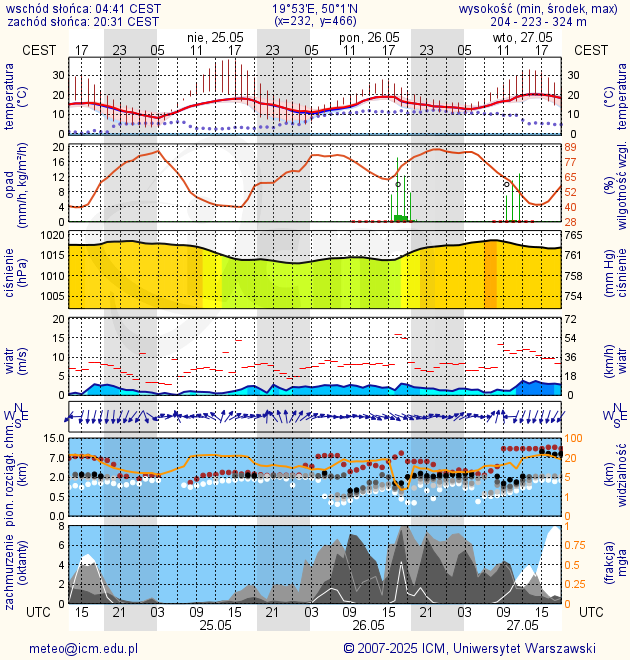 wschód słońca: 04:41 CEST
zachód słońca: 20:31 CEST
19°53'E, 50°1'N
(x=232, y=466)
wysokość (min, środek, max)
204 - 223 - 324 m
nie, 25.05 pon, 26.05 wto, 27.05
CEST 17 23 05 11 17 23 05 11 17 23 05 11 17 CEST
temperatura
(°C)
30
20
10
0
30
20
10
0
temperatura
(°C)
opad
(mm/h, kg/m²/h)
20
16
12
8
4
0
89
77
65
52
40
28
(%)
wilgotność wzgl.
ciśnienie
(hPa)
1020
1015
1010
1005
765
761
758
754
(mm Hg)
ciśnienie
wiatr
(m/s)
20
15
10
5
0
72
54
36
18
0
(km/h)
wiatr
N
W E
S
N
W E
S
pion. rozciągł. chm.
(km)
15.0
7.0
2.0
0.5
0.0
100
20
5
1
0
(km)
widzialność
zachmurzenie
(oktanty)
8
6
4
2
0
1
0.75
0.5
0.25
0
(frakcja)
mgła
UTC 15 21 03 09 15 21 03 09 15 21 03 09 15 UTC
25.05 26.05 27.05
meteo@icm.edu.pl
© 2007-2025 ICM, Uniwersytet Warszawski